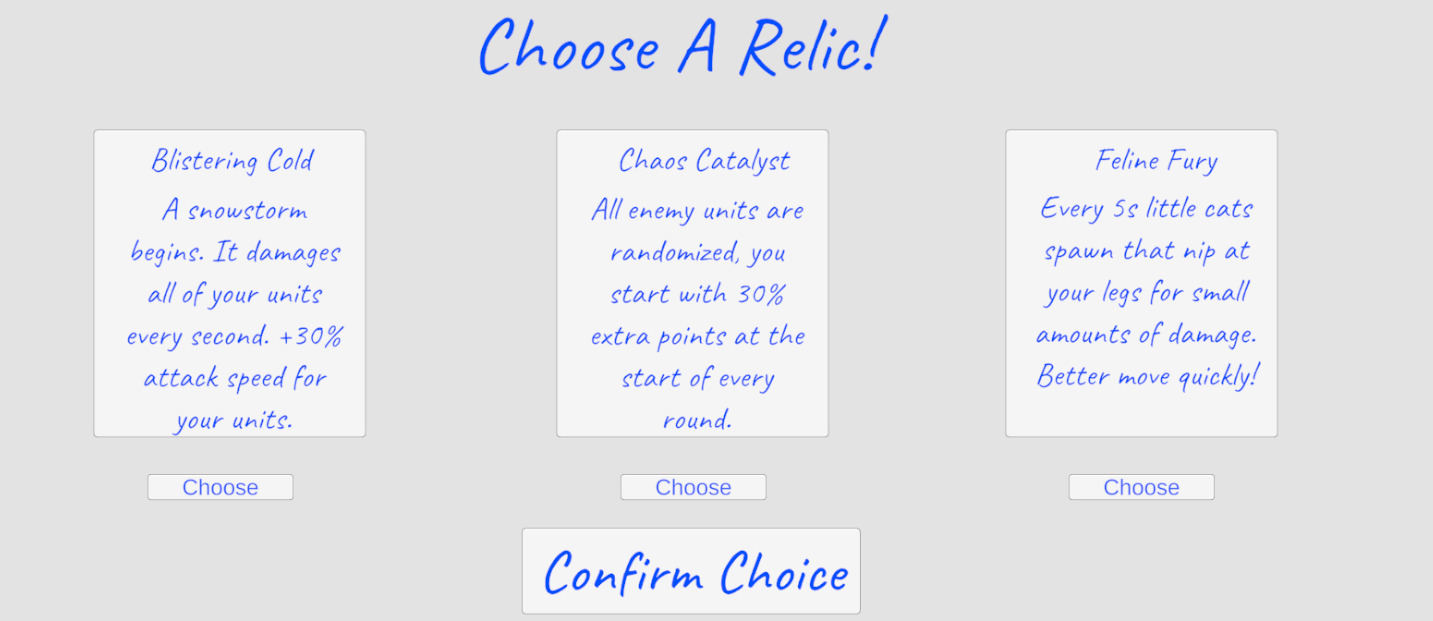 Choose A Relic!
Blistering Cold
A snowstorm
begins. It damages
all of your units
every second. +30%
attack speed for
your units.
Choose
Chaos Catalyst
All enemy units are
randomized, you
start with 30%
extra points at the
start of every
round.
Choose
Feline Fury
Every 5s little cats
spawn that nip at
your legs for small
amounts of damage.
Better move quickly!
Choose
Confirm Choice